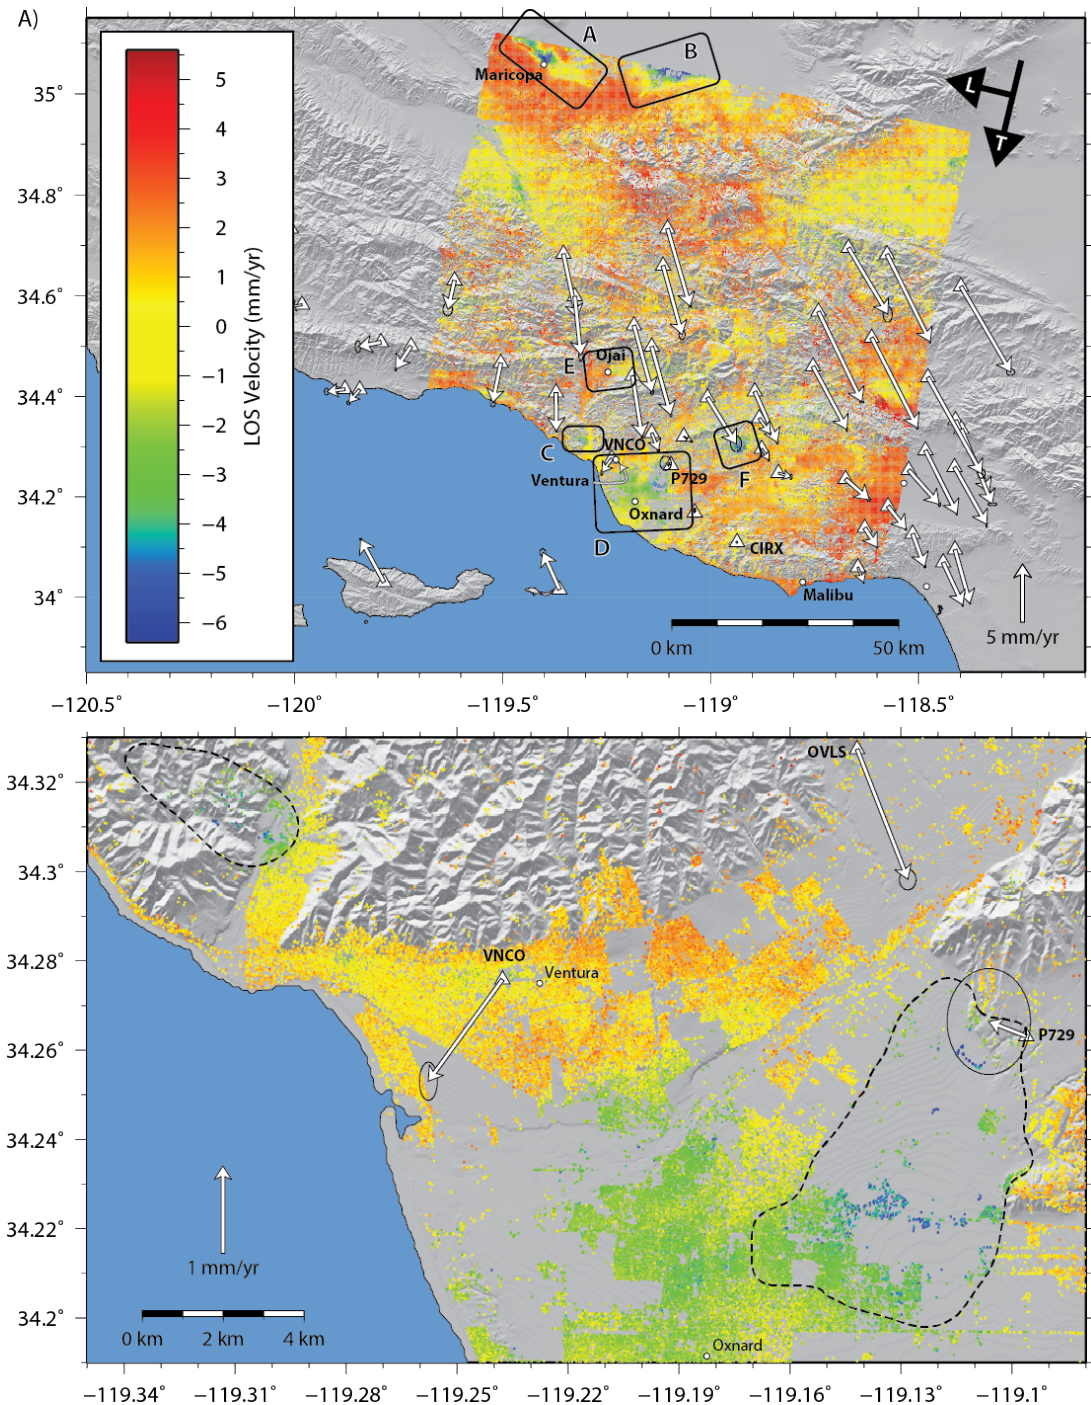 A)
5
4
3
2
1
0
−1
−2
−3
−4
−5
−6
LOS Velocity (mm/yr)
35˚
34.8˚
34.6˚
34.4˚
34.2˚
34˚
A
B
Maricopa
L
T
E
Ojai
C
VNCO
Ventura
P729
F
Oxnard
D
CIRX
Malibu
0 km
50 km
5 mm/yr
−120.5˚
−120˚
−119.5˚
−119˚
−118.5˚
34.32˚
34.3˚
34.28˚
34.26˚
34.24˚
34.22˚
34.2˚
OVLS
VNCO
Ventura
P729
1 mm/yr
0 km
2 km
4 km
Oxnard
−119.34˚
−119.31˚
−119.28˚
−119.25˚
−119.22˚
−119.19˚
−119.16˚
−119.13˚
−119.1˚